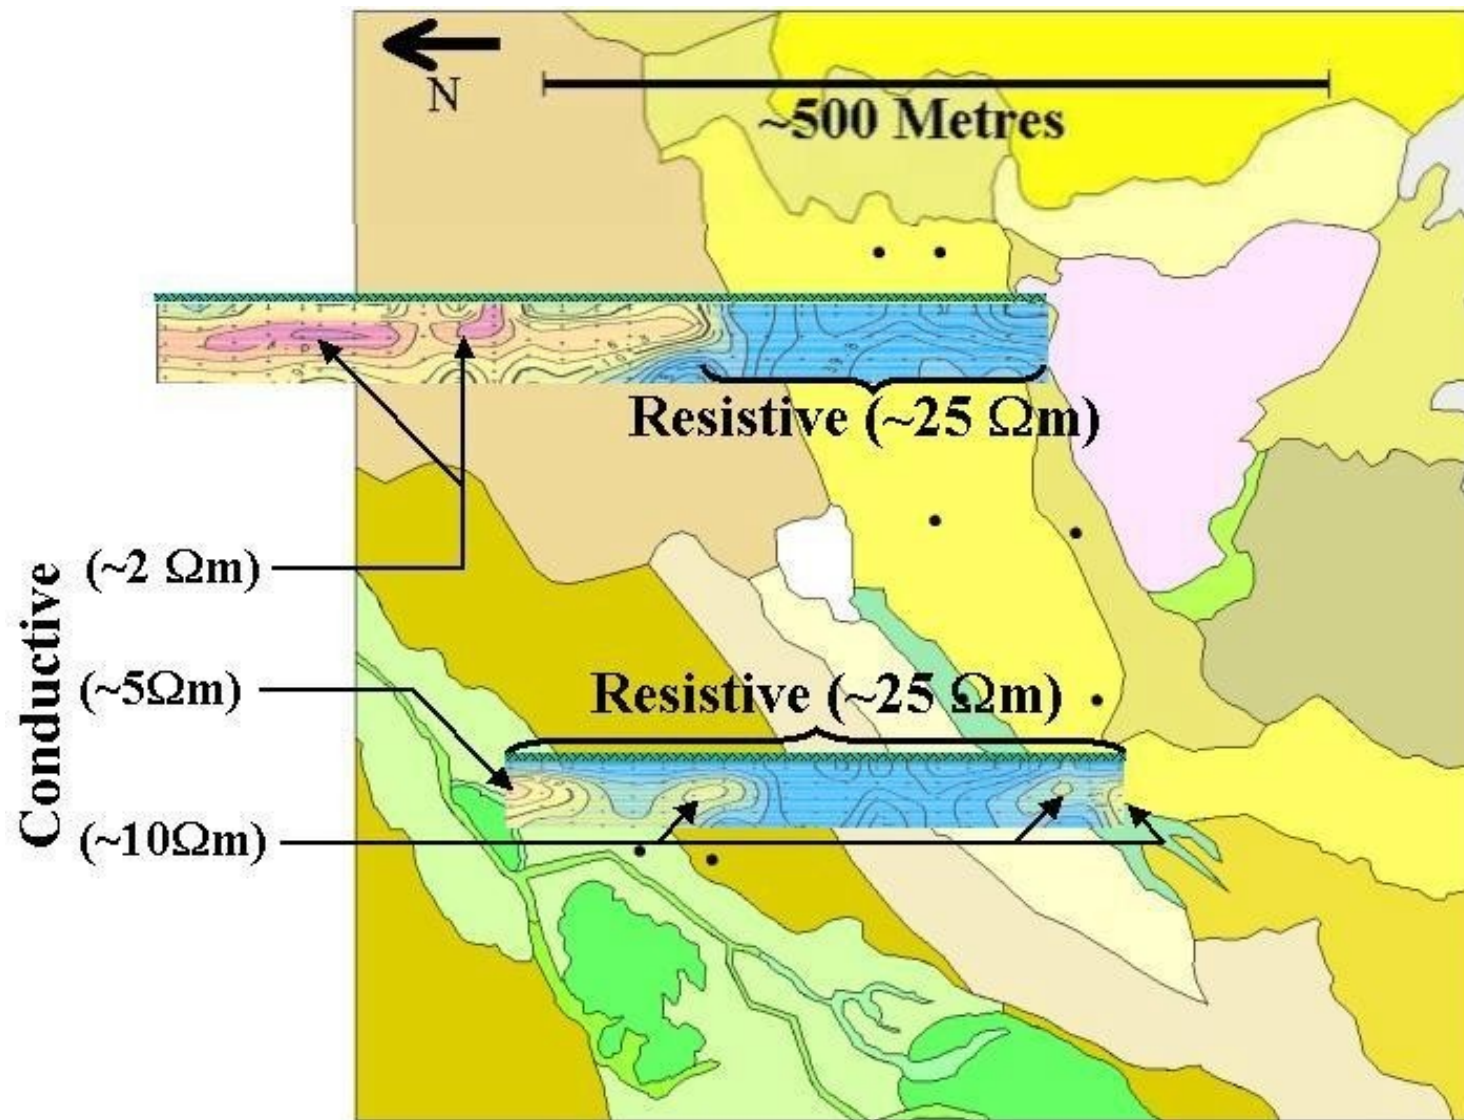 N
~500 Metres
Resistive (~25 Ωm)
Conductive
(~2 Ωm)
(~5Ωm)
Resistive (~25 Ωm)
(~10Ωm)